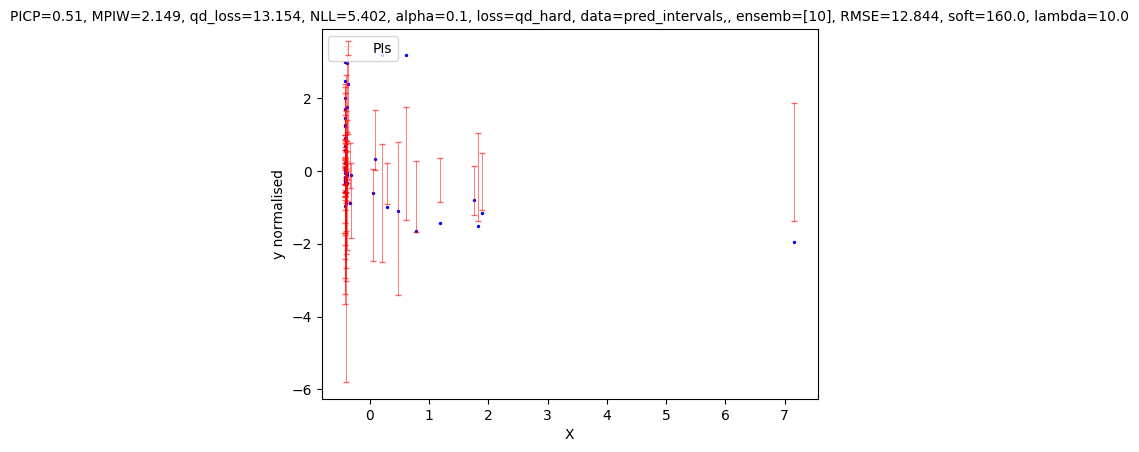 PICP=0.51, MPIW=2.149, qd_loss=13.154, NLL=5.402, alpha=0.1, loss=qd_hard, data=pred_intervals,, ensemb=[10], RMSE=12.844, soft=160.0, lambda=10.0
PIs
2
0
−2
−4
−6
y normalised
0 1 2 3 4 5 6 7
X